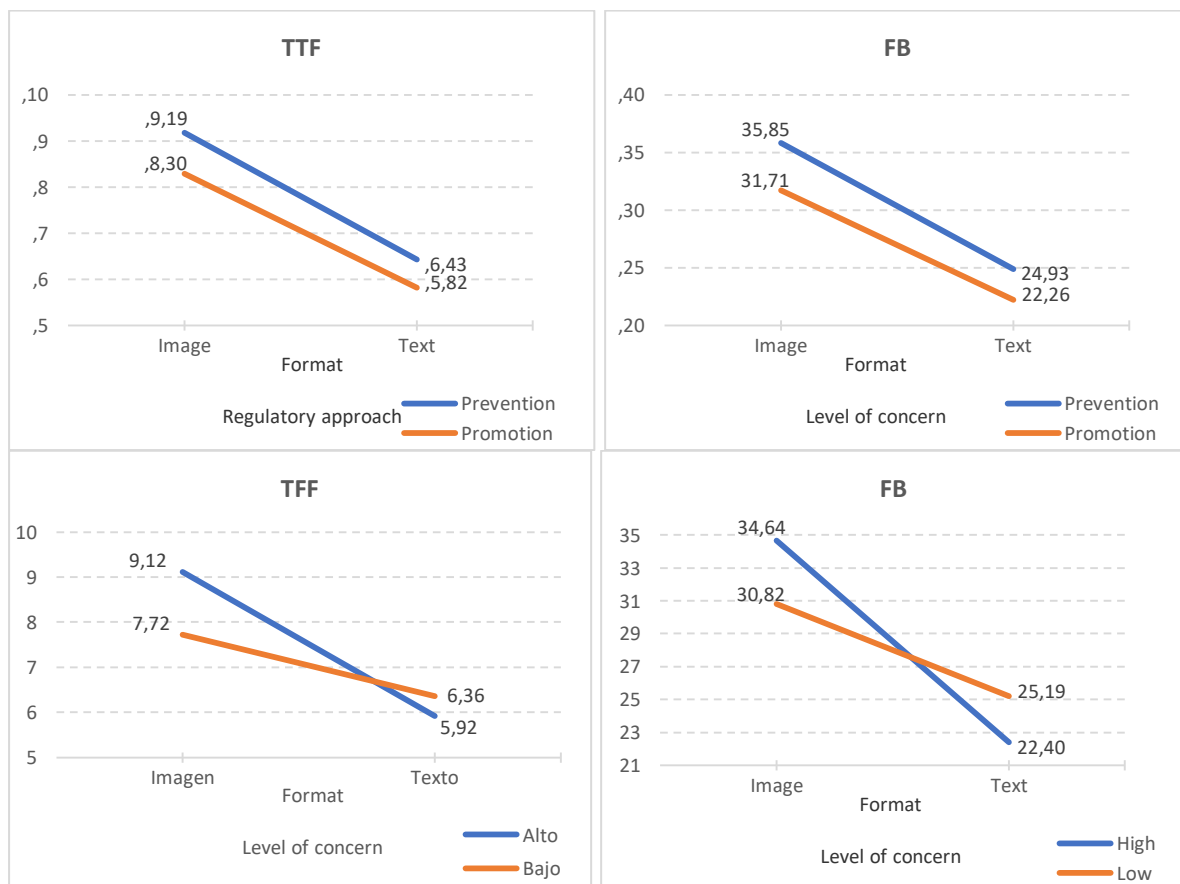 TTF
,10
,9,19
,9
,8,30
,8
,7
,6,43
,6
,5,82
,5
Image Text
Format
Regulatory approach
Prevention
Promotion
FB
,40
35,85
,35
31,71
,30
,25
24,93
22,26
,20
Image Text
Format
Level of concern
Prevention
Promotion
TFF
10
9,12
9
8
7,72
7
6,36
6
5,92
5
Imagen Texto
Format
Level of concern
Alto
Bajo
FB
34,64
35
33
30,82
31
29
27
25
25,19
23
22,40
21
Image Text
Format
Level of concern
High
Low